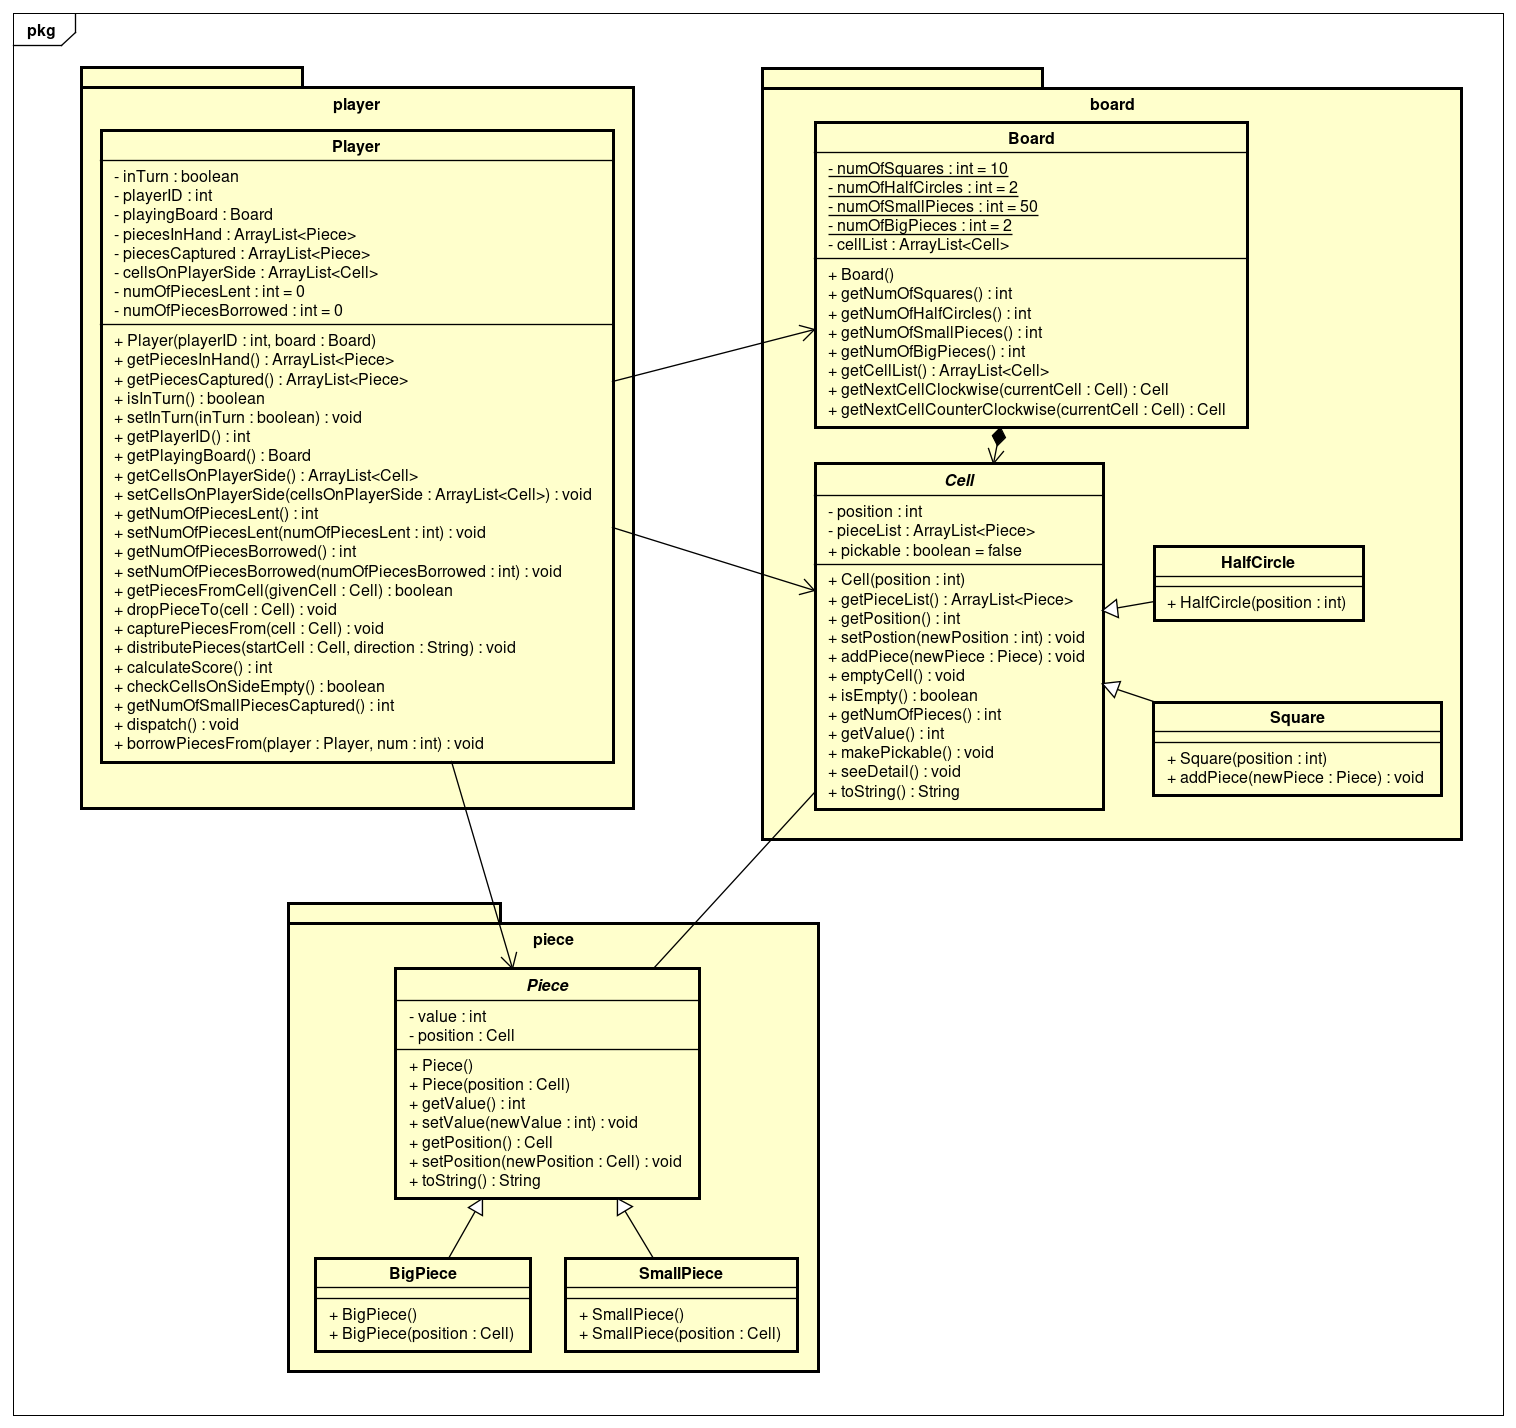 pkg
player
Player
- inTurn : boolean
- playerID : int
- playingBoard : Board
- piecesInHand : ArrayList<Piece>
- piecesCaptured : ArrayList<Piece>
- cellsOnPlayerSide : ArrayList<Cell>
- numOfPiecesLent : int = 0
- numOfPiecesBorrowed : int = 0
+ Player(playerID : int, board : Board)
+ getPiecesInHand() : ArrayList<Piece>
+ getPiecesCaptured() : ArrayList<Piece>
+ isInTurn() : boolean
+ setInTurn(inTurn : boolean) : void
+ getPlayerID() : int
+ getPlayingBoard() : Board
+ getCellsOnPlayerSide() : ArrayList<Cell>
+ setCellsOnPlayerSide(cellsOnPlayerSide : ArrayList<Cell>) : void
+ getNumOfPiecesLent() : int
+ setNumOfPiecesLent(numOfPiecesLent : int) : void
+ getNumOfPiecesBorrowed() : int
+ setNumOfPiecesBorrowed(numOfPiecesBorrowed : int) : void
+ getPiecesFromCell(givenCell : Cell) : boolean
+ dropPieceTo(cell : Cell) : void
+ capturePiecesFrom(cell : Cell) : void
+ distributePieces(startCell : Cell, direction : String) : void
+ calculateScore() : int
+ checkCellsOnSideEmpty() : boolean
+ getNumOfSmallPiecesCaptured() : int
+ dispatch() : void
+ borrowPiecesFrom(player : Player, num : int) : void
board
Board
- numOfSquares : int = 10
- numOfHalfCircles : int = 2
- numOfSmallPieces : int = 50
- numOfBigPieces : int = 2
- cellList : ArrayList<Cell>
+ Board()
+ getNumOfSquares() : int
+ getNumOfHalfCircles() : int
+ getNumOfSmallPieces() : int
+ getNumOfBigPieces() : int
+ getCellList() : ArrayList<Cell>
+ getNextCellClockwise(currentCell : Cell) : Cell
+ getNextCellCounterClockwise(currentCell : Cell) : Cell
Cell
- position : int
- pieceList : ArrayList<Piece>
+ pickable : boolean = false
+ Cell(position : int)
+ getPieceList() : ArrayList<Piece>
+ getPosition() : int
+ setPostion(newPosition : int) : void
+ addPiece(newPiece : Piece) : void
+ emptyCell() : void
+ isEmpty() : boolean
+ getNumOfPieces() : int
+ getValue() : int
+ makePickable() : void
+ seeDetail() : void
+ toString() : String
HalfCircle
+ HalfCircle(position : int)
Square
+ Square(position : int)
+ addPiece(newPiece : Piece) : void
piece
Piece
- value : int
- position : Cell
+ Piece()
+ Piece(position : Cell)
+ getValue() : int
+ setValue(newValue : int) : void
+ getPosition() : Cell
+ setPosition(newPosition : Cell) : void
+ toString() : String
BigPiece
+ BigPiece()
+ BigPiece(position : Cell)
SmallPiece
+ SmallPiece()
+ SmallPiece(position : Cell)